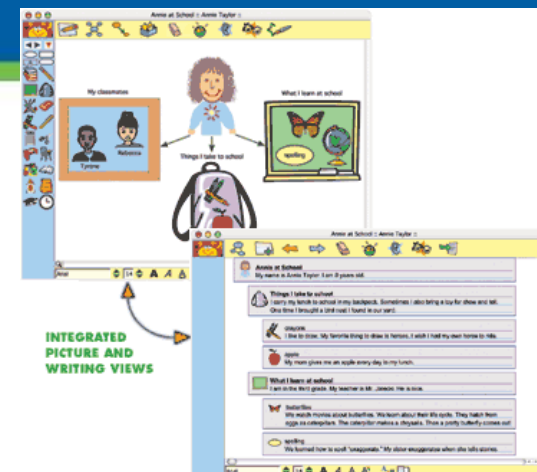 Annie at School :: Annie Taylor
My classmates
What I learn at school
Tyrone
Rebecca
Things I take to school
spelling
Arial 14 A A A
INTEGRATED
PICTURE AND
WRITING VIEWS
Annie at School :: Annie Taylor
Annie at School
My name is Annie Taylor. I am 8 years old.
Things I take to school
I carry my lunch to school in my backpack. Sometimes I also bring a toy for show and tell.
One time I brought a bird nest I found in our yard.
crayons
I like to draw. My favorite thing to draw is horses. I wish I had my own horse to ride.
apple
My mom gives me an apple every day in my lunch.
What I learn at school
I am in the third grade. My teacher is Mr. He is nice.
butterflies
We watch movies about butterflies. We learn about their life cycle. They hatch from
eggs as caterpillars. The caterpillar makes a chrysalis. Then a pretty butterfly comes out
spelling
We learned how to spell "exaggerate." My sister exaggerates when she tells stories.